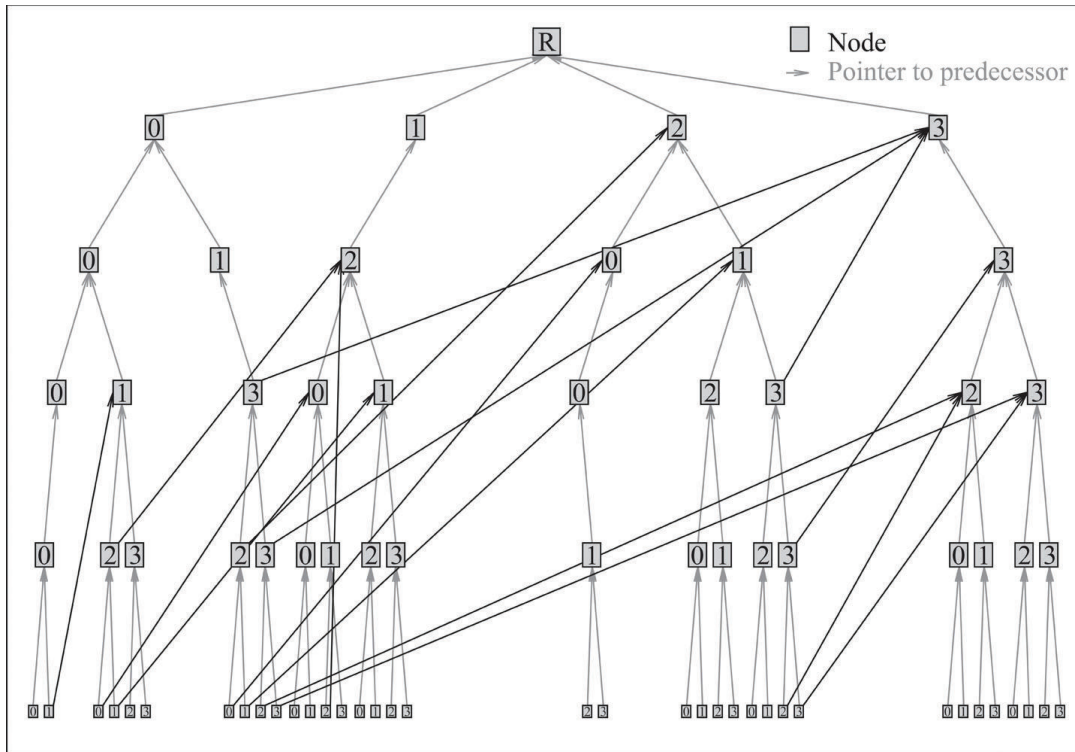 R
Node
Pointer to predecessor
0 1 2 3
0 1 2 0 1 3
0 1 3 0 1 0 2 3 2 3
0 2 3 2 3 0 1 2 3 1 0 1 2 3 0 1 2 3
0 1 0 1 2 3 0 1 2 3 0 1 2 3 0 1 2 3 2 3 0 1 2 3 0 1 2 3 0 1 2 3 0 1 2 3